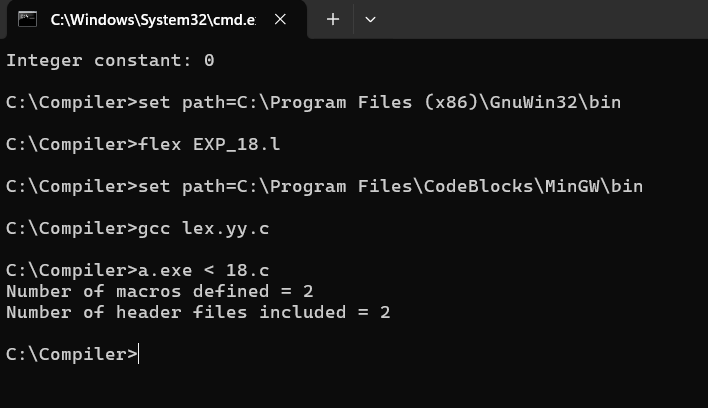 C:\Windows\System32\cmd.e
Integer constant: 0
C:\Compiler>set path=C:\Program Files (x86)\GnuWin32\bin
C:\Compiler>flex EXP_18.l
C:\Compiler>set path=C:\Program Files\CodeBlocks\MinGW\bin
C:\Compiler>gcc lex.yy.c
C:\Compiler>a.exe < 18.c
Number of macros defined = 2
Number of header files included = 2
C:\Compiler>